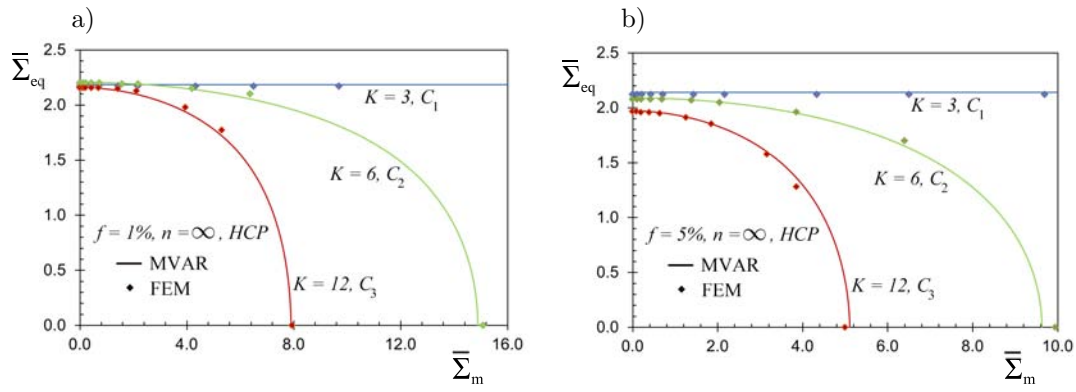 a)
Σ̅eq
2.5
2.0
1.5
1.0
0.5
0.0
K = 3, C1
K = 6, C2
f = 1%, n = ∞ , HCP
MVAR
FEM
K = 12, C3
0.0 4.0 8.0 12.0 16.0
Σ̅m
b)
Σ̅eq
2.5
2.0
1.5
1.0
0.5
0.0
K = 3, C1
K = 6, C2
f = 5%, n = ∞ , HCP
MVAR
FEM
K = 12, C3
0.0 2.0 4.0 6.0 8.0 10.0
Σ̅m